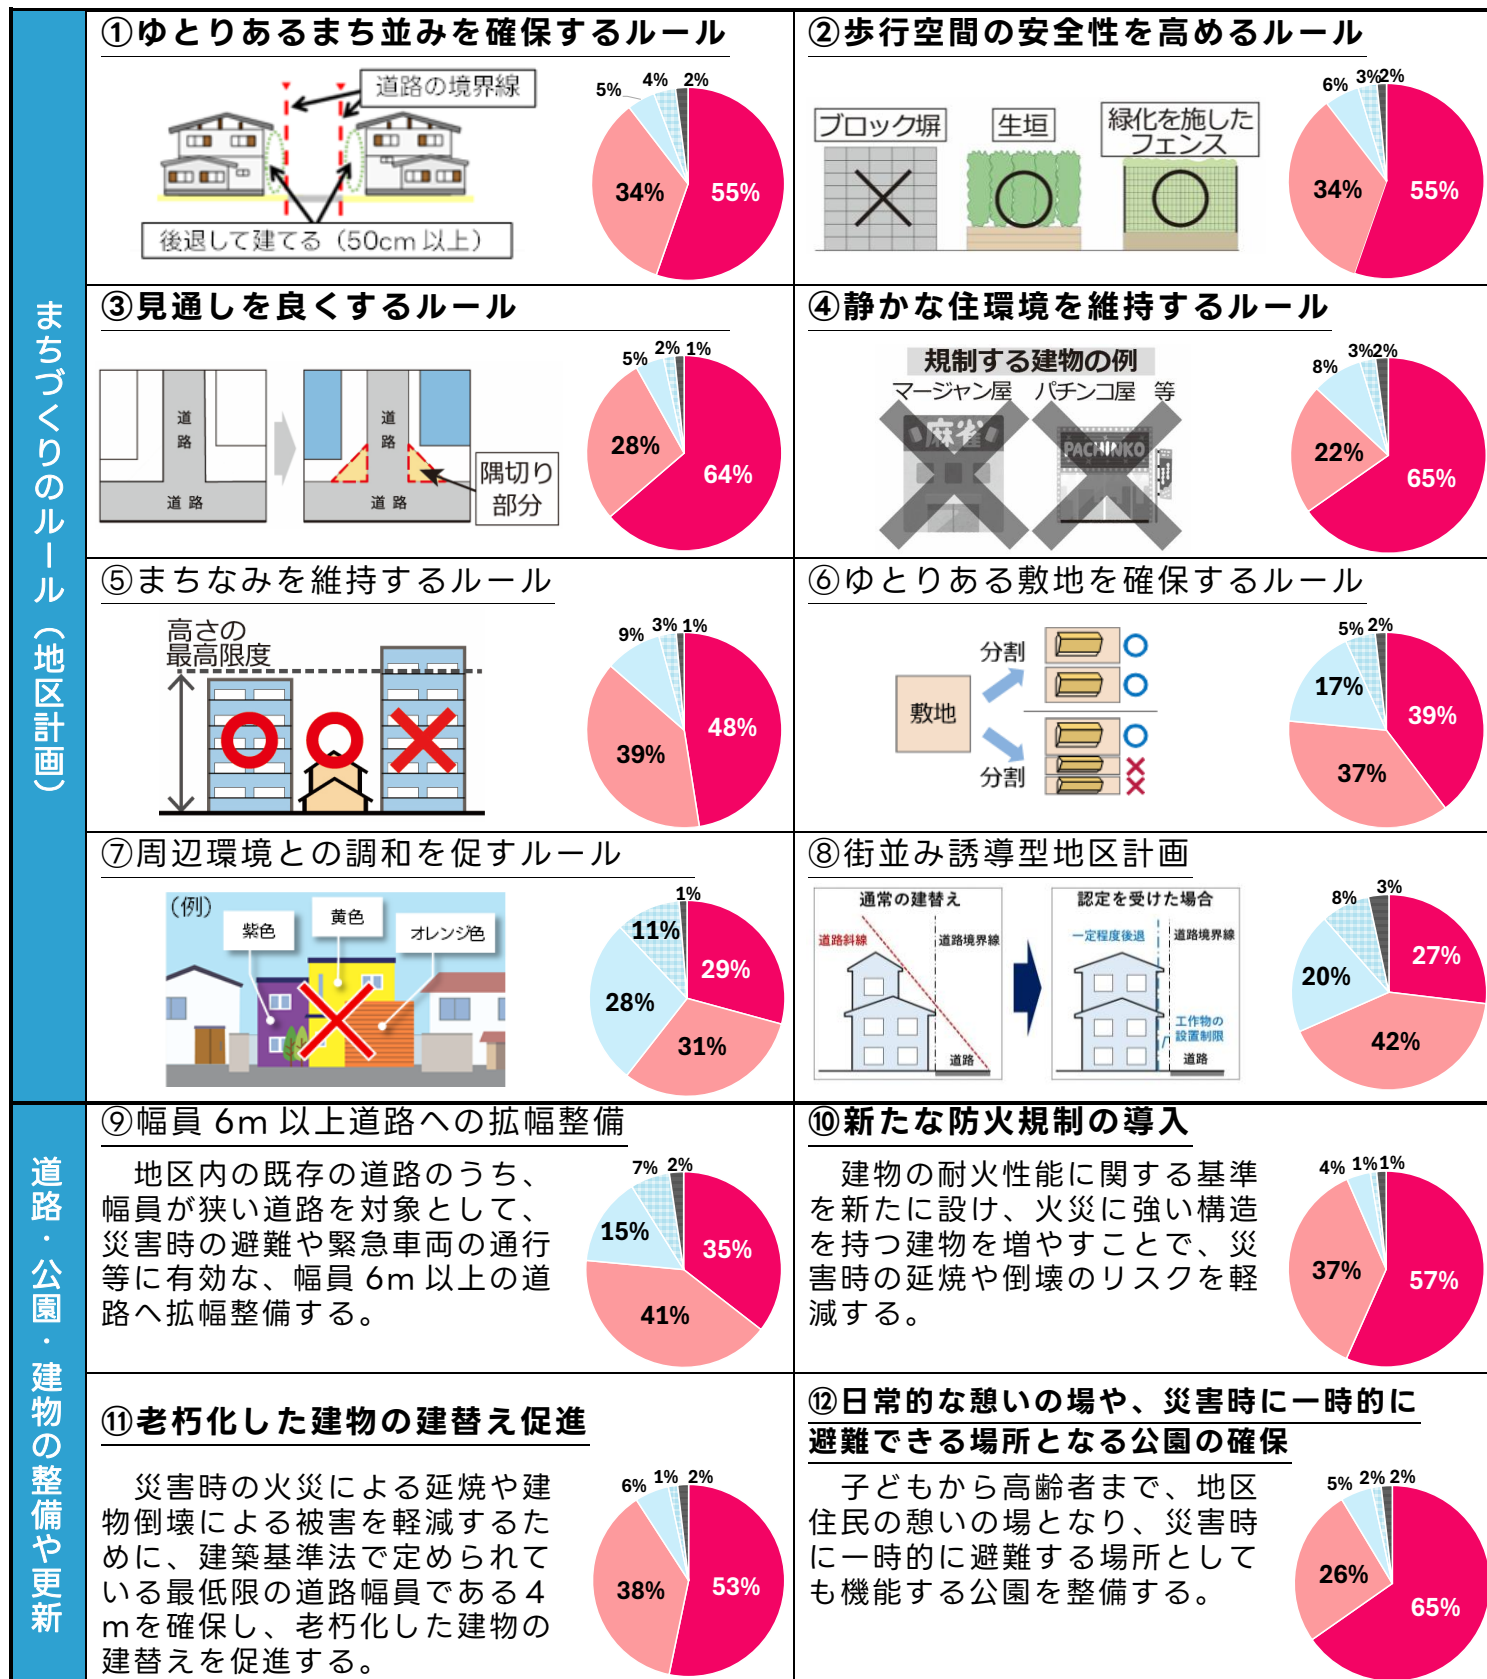 まちづくりのルール（地区計画）
①ゆとりあるまち並みを確保するルール
道路の境界線
後退して建てる（50cm 以上）
5%
4%
2%
34%
55%
②歩行空間の安全性を高めるルール
ブロック塀
生垣
緑化を施した
フェンス
6%
3%
2%
34%
55%
③見通しを良くするルール
道路
道 路
道路
道 路
隅切り
部分
5%
2%
1%
28%
64%
④静かな住環境を維持するルール
規制する建物の例
マージャン屋 パチンコ屋 等
麻雀
PACHINKO
8%
3%
2%
22%
65%
⑤まちなみを維持するルール
高さの
最高限度
9%
3%
1%
39%
48%
⑥ゆとりある敷地を確保するルール
敷地
分割
分割
5%
2%
17%
39%
37%
⑦周辺環境との調和を促すルール
（例）
紫色
黄色
オレンジ色
1%
11%
29%
28%
31%
⑧街並み誘導型地区計画
通常の建替え
道路斜線
道路境界線
道路
認定を受けた場合
一定程度後退
道路境界線
工作物の
設置制限
道路
8%
3%
20%
27%
42%
道路・公園・建物の整備や更新
⑨幅員 6m 以上道路への拡幅整備
地区内の既存の道路のうち、
幅員が狭い道路を対象として、
災害時の避難や緊急車両の通行
等に有効な、幅員 6m 以上の道
路へ拡幅整備する。
7%
2%
15%
35%
41%
⑩新たな防火規制の導入
建物の耐火性能に関する基準
を新たに設け、火災に強い構造
を持つ建物を増やすことで、災
害時の延焼や倒壊のリスクを軽
減する。
4%
1%
1%
37%
57%
⑪老朽化した建物の建替え促進
災害時の火災による延焼や建
物倒壊による被害を軽減するた
めに、建築基準法で定められて
いる最低限の道路幅員である４
ｍを確保し、老朽化した建物の
建替えを促進する。
6%
1%
2%
38%
53%
⑫日常的な憩いの場や、災害時に一時的に
避難できる場所となる公園の確保
子どもから高齢者まで、地区
住民の憩いの場となり、災害時
に一時的に避難する場所として
も機能する公園を整備する。
5%
2%
2%
26%
65%